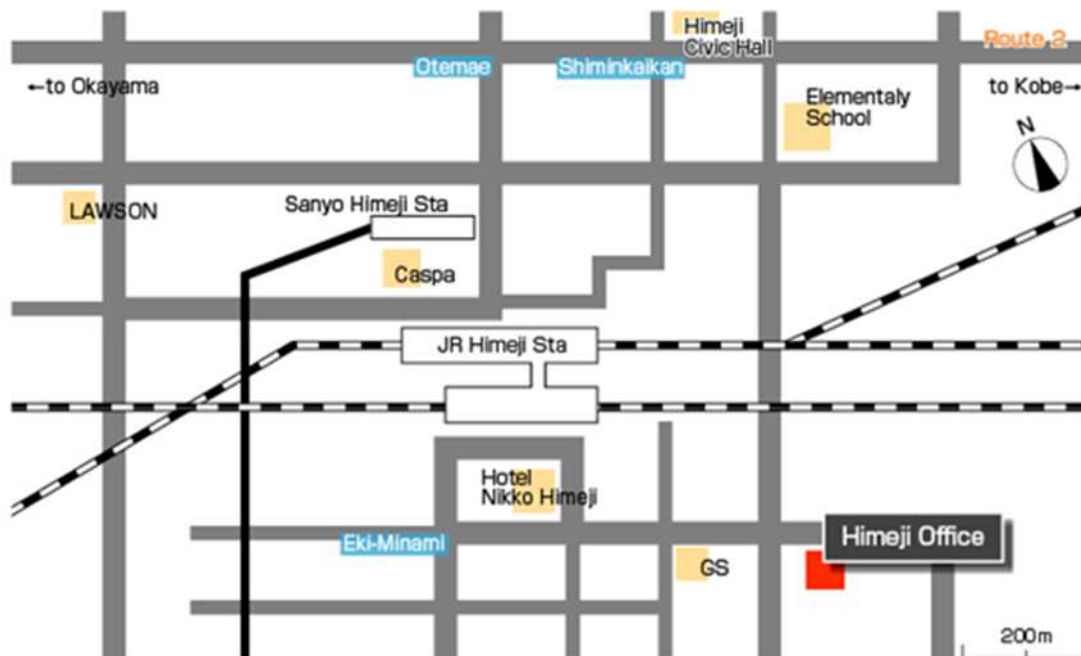 Himeji
Civic Hall
Route 2
Otemae
Shiminkaikan
←to Okayama
to Kobe→
Elementaly
School
N
LAWSON
Sanyo Himeji Sta
Caspa
JR Himeji Sta
Hotel
Nikko Himeji
Eki-Minami
Himeji Office
GS
200m